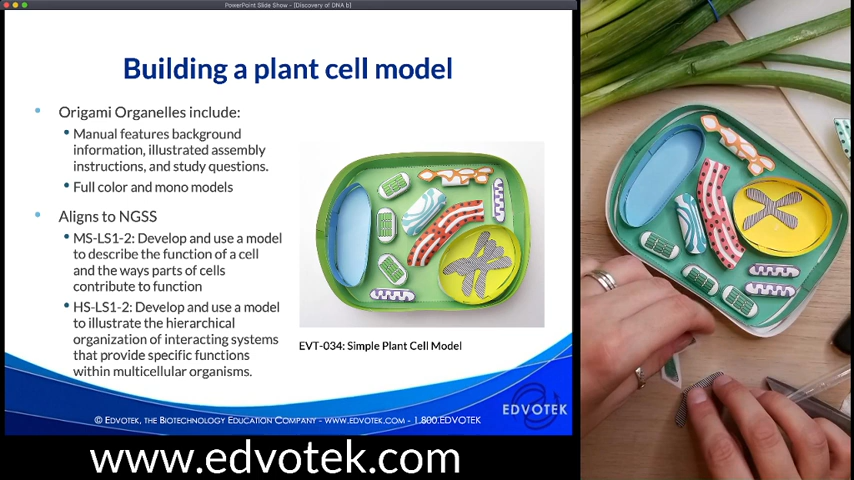 PowerPoint Slide Show - [Discovery of DNA b]
Building a plant cell model
Origami Organelles include:
Manual features background
information, illustrated assembly
instructions, and study questions.
Full color and mono models
Aligns to NGSS
MS-LS1-2: Develop and use a model
to describe the function of a cell
and the ways parts of cells
contribute to function
HS-LS1-2: Develop and use a model
to illustrate the hierarchical
organization of interacting systems
that provide specific functions
within multicellular organisms.
EVT-034: Simple Plant Cell Model
© EDVOTEK, THE BIOTECHNOLOGY EDUCATION COMPANY - WWW.EDVOTEK.COM - 1.800.EDVOTEK
EDVOTEK
www.edvotek.com